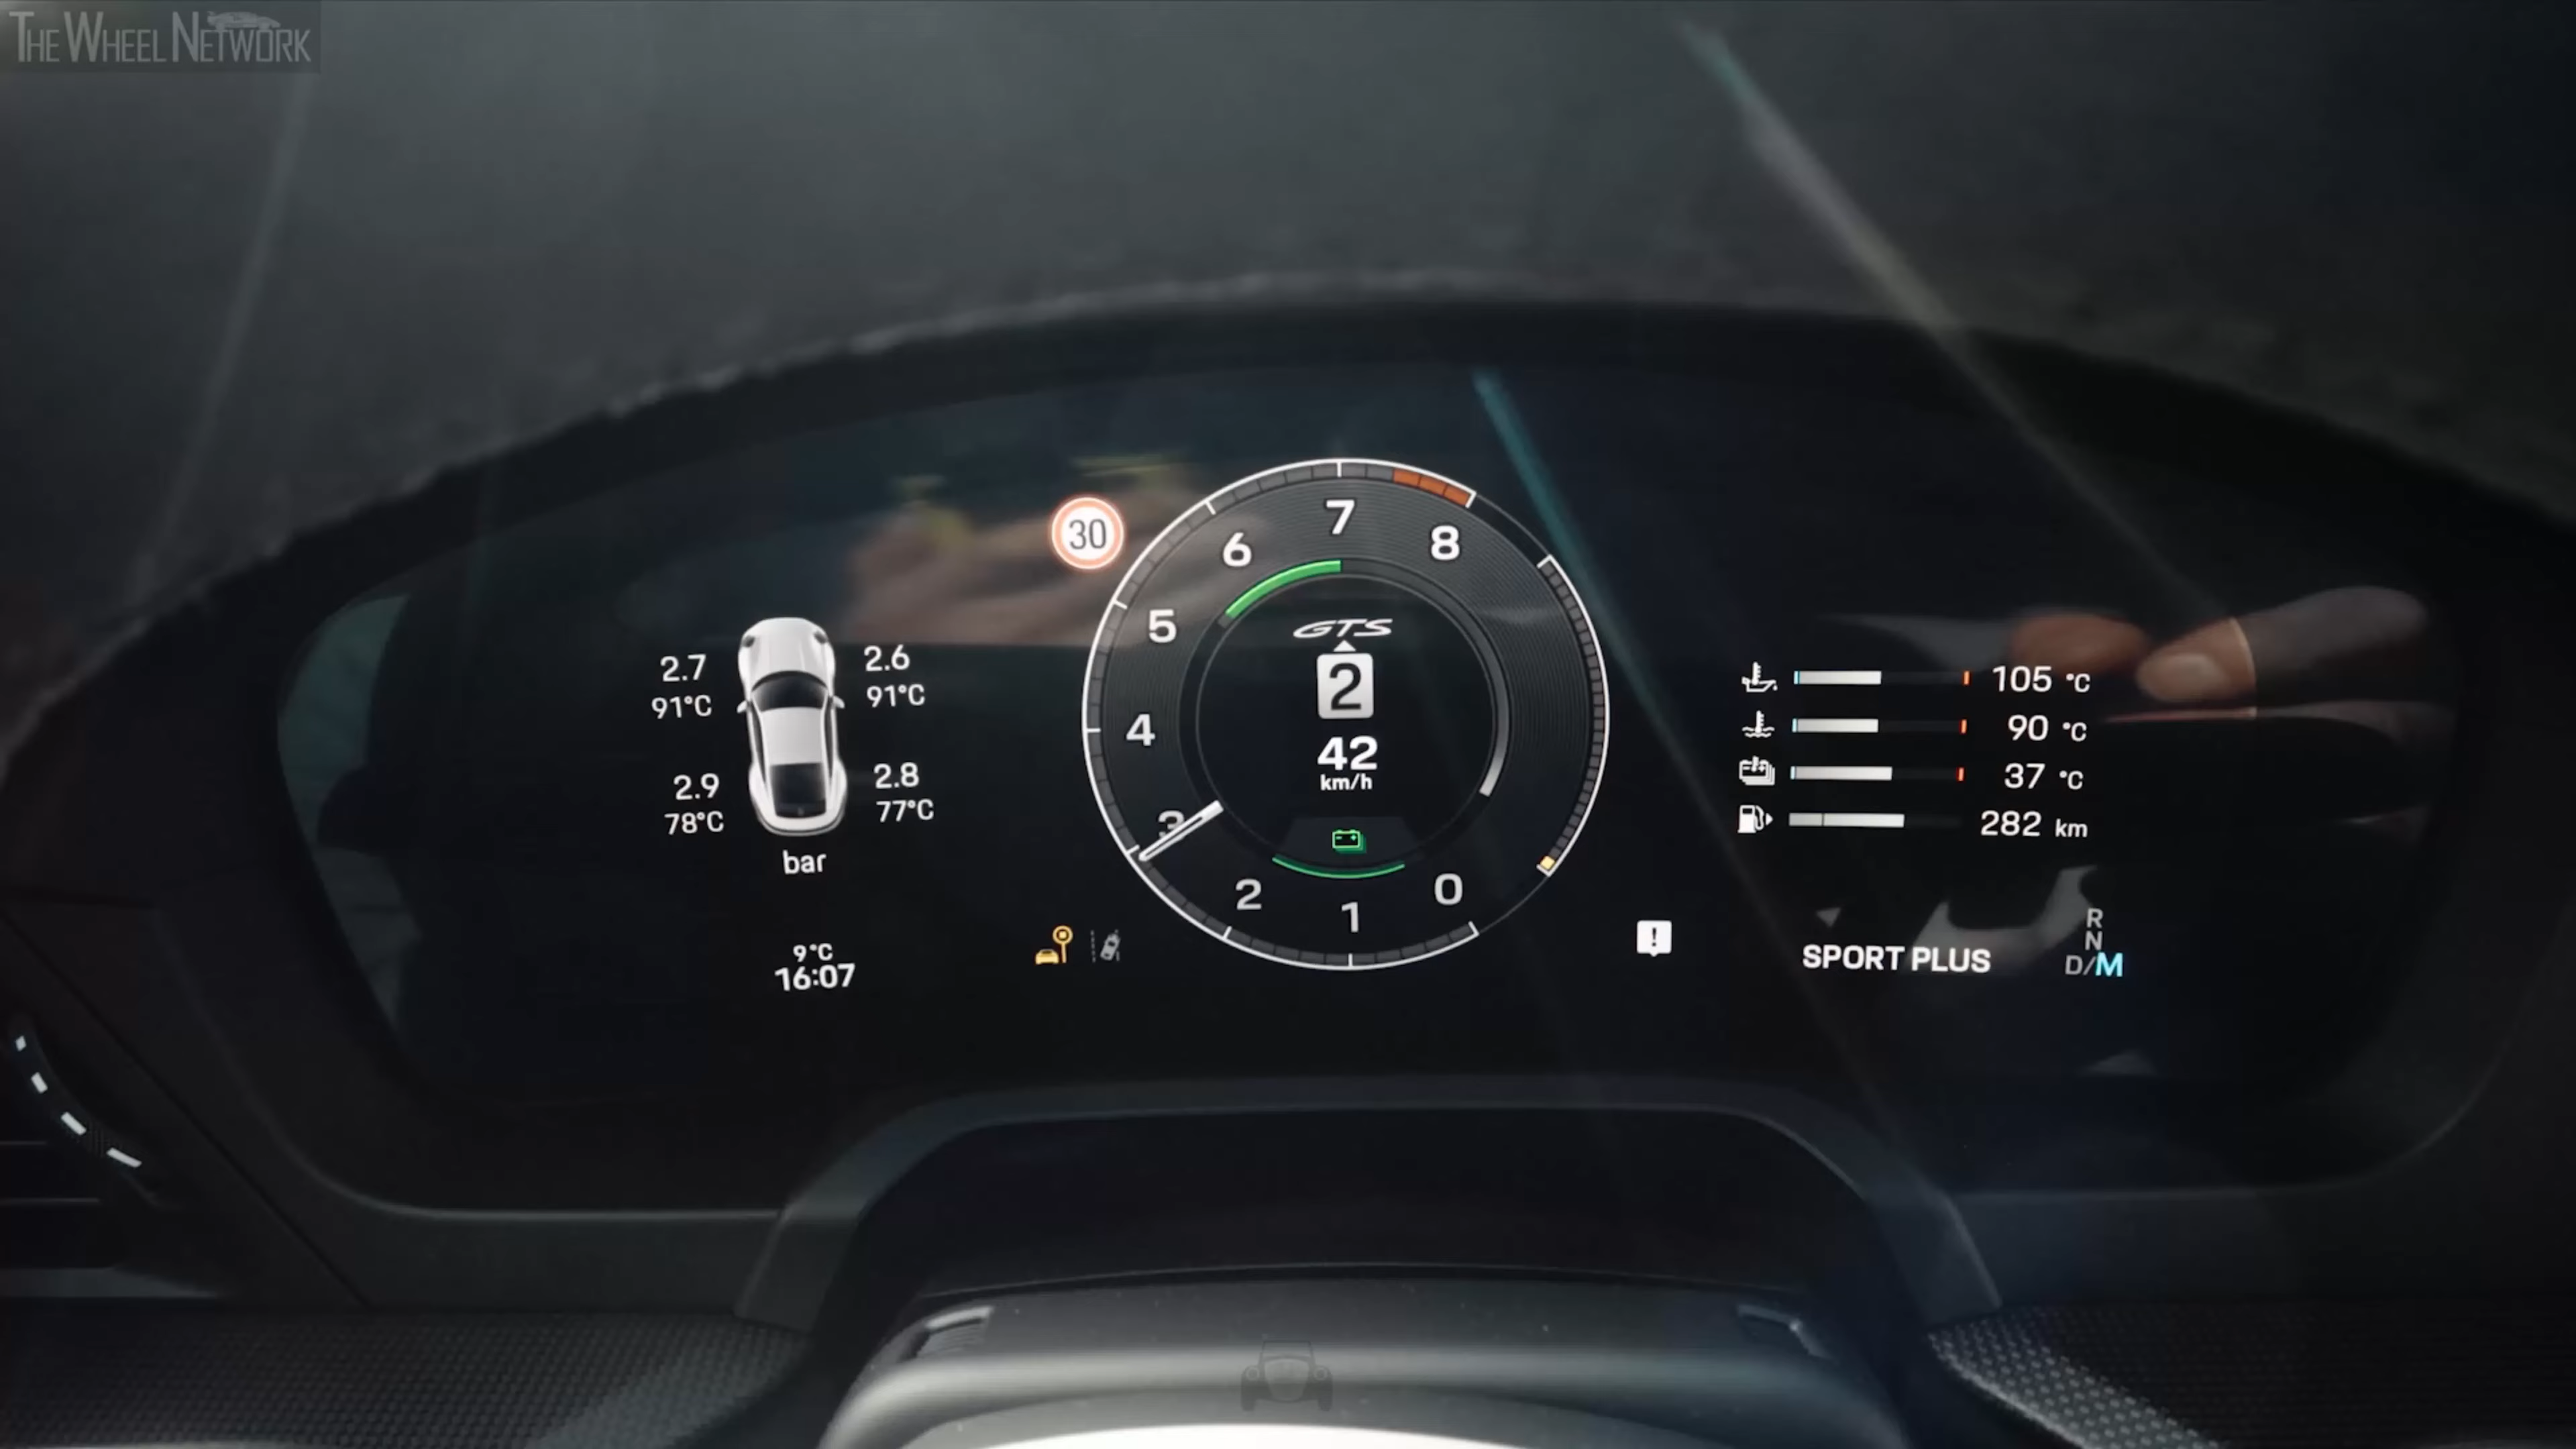 THE WHEEL NETWORK
30
7
6
8
5
4
3
2
1
0
GTS
2
42
km/h
2.7
2.6
91°C
91°C
2.9
2.8
78°C
77°C
bar
9°C
16:07
105 °C
90 °C
37 °C
282 km
!
SPORT PLUS
R
N
D/M